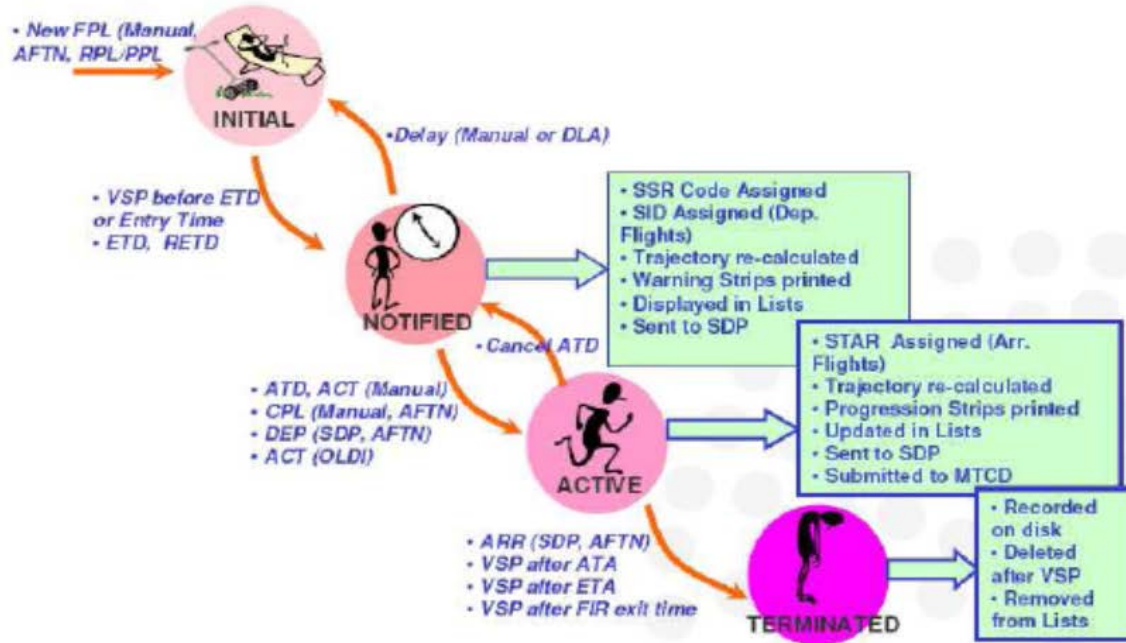 • New FPL (Manual,
AFTN, RPL/PPL
INITIAL
•Delay (Manual or DLA)
• VSP before ETD
or Entry Time
• ETD, RETD
NOTIFIED
• SSR Code Assigned
• SID Assigned (Dep.
Flights)
• Trajectory re-calculated
• Warning Strips printed
• Displayed in Lists
• Sent to SDP
•Cancel ATD
• ATD, ACT (Manual)
• CPL (Manual, AFTN)
• DEP (SDP, AFTN)
• ACT (OLDI)
ACTIVE
• STAR Assigned (Arr.
Flights)
• Trajectory re-calculated
• Progression Strips printed
• Updated in Lists
• Sent to SDP
• Submitted to MTCD
• ARR (SDP, AFTN)
• VSP after ATA
• VSP after ETA
• VSP after FIR exit time
TERMINATED
• Recorded
on disk
• Deleted
after VSP
• Removed
from Lists